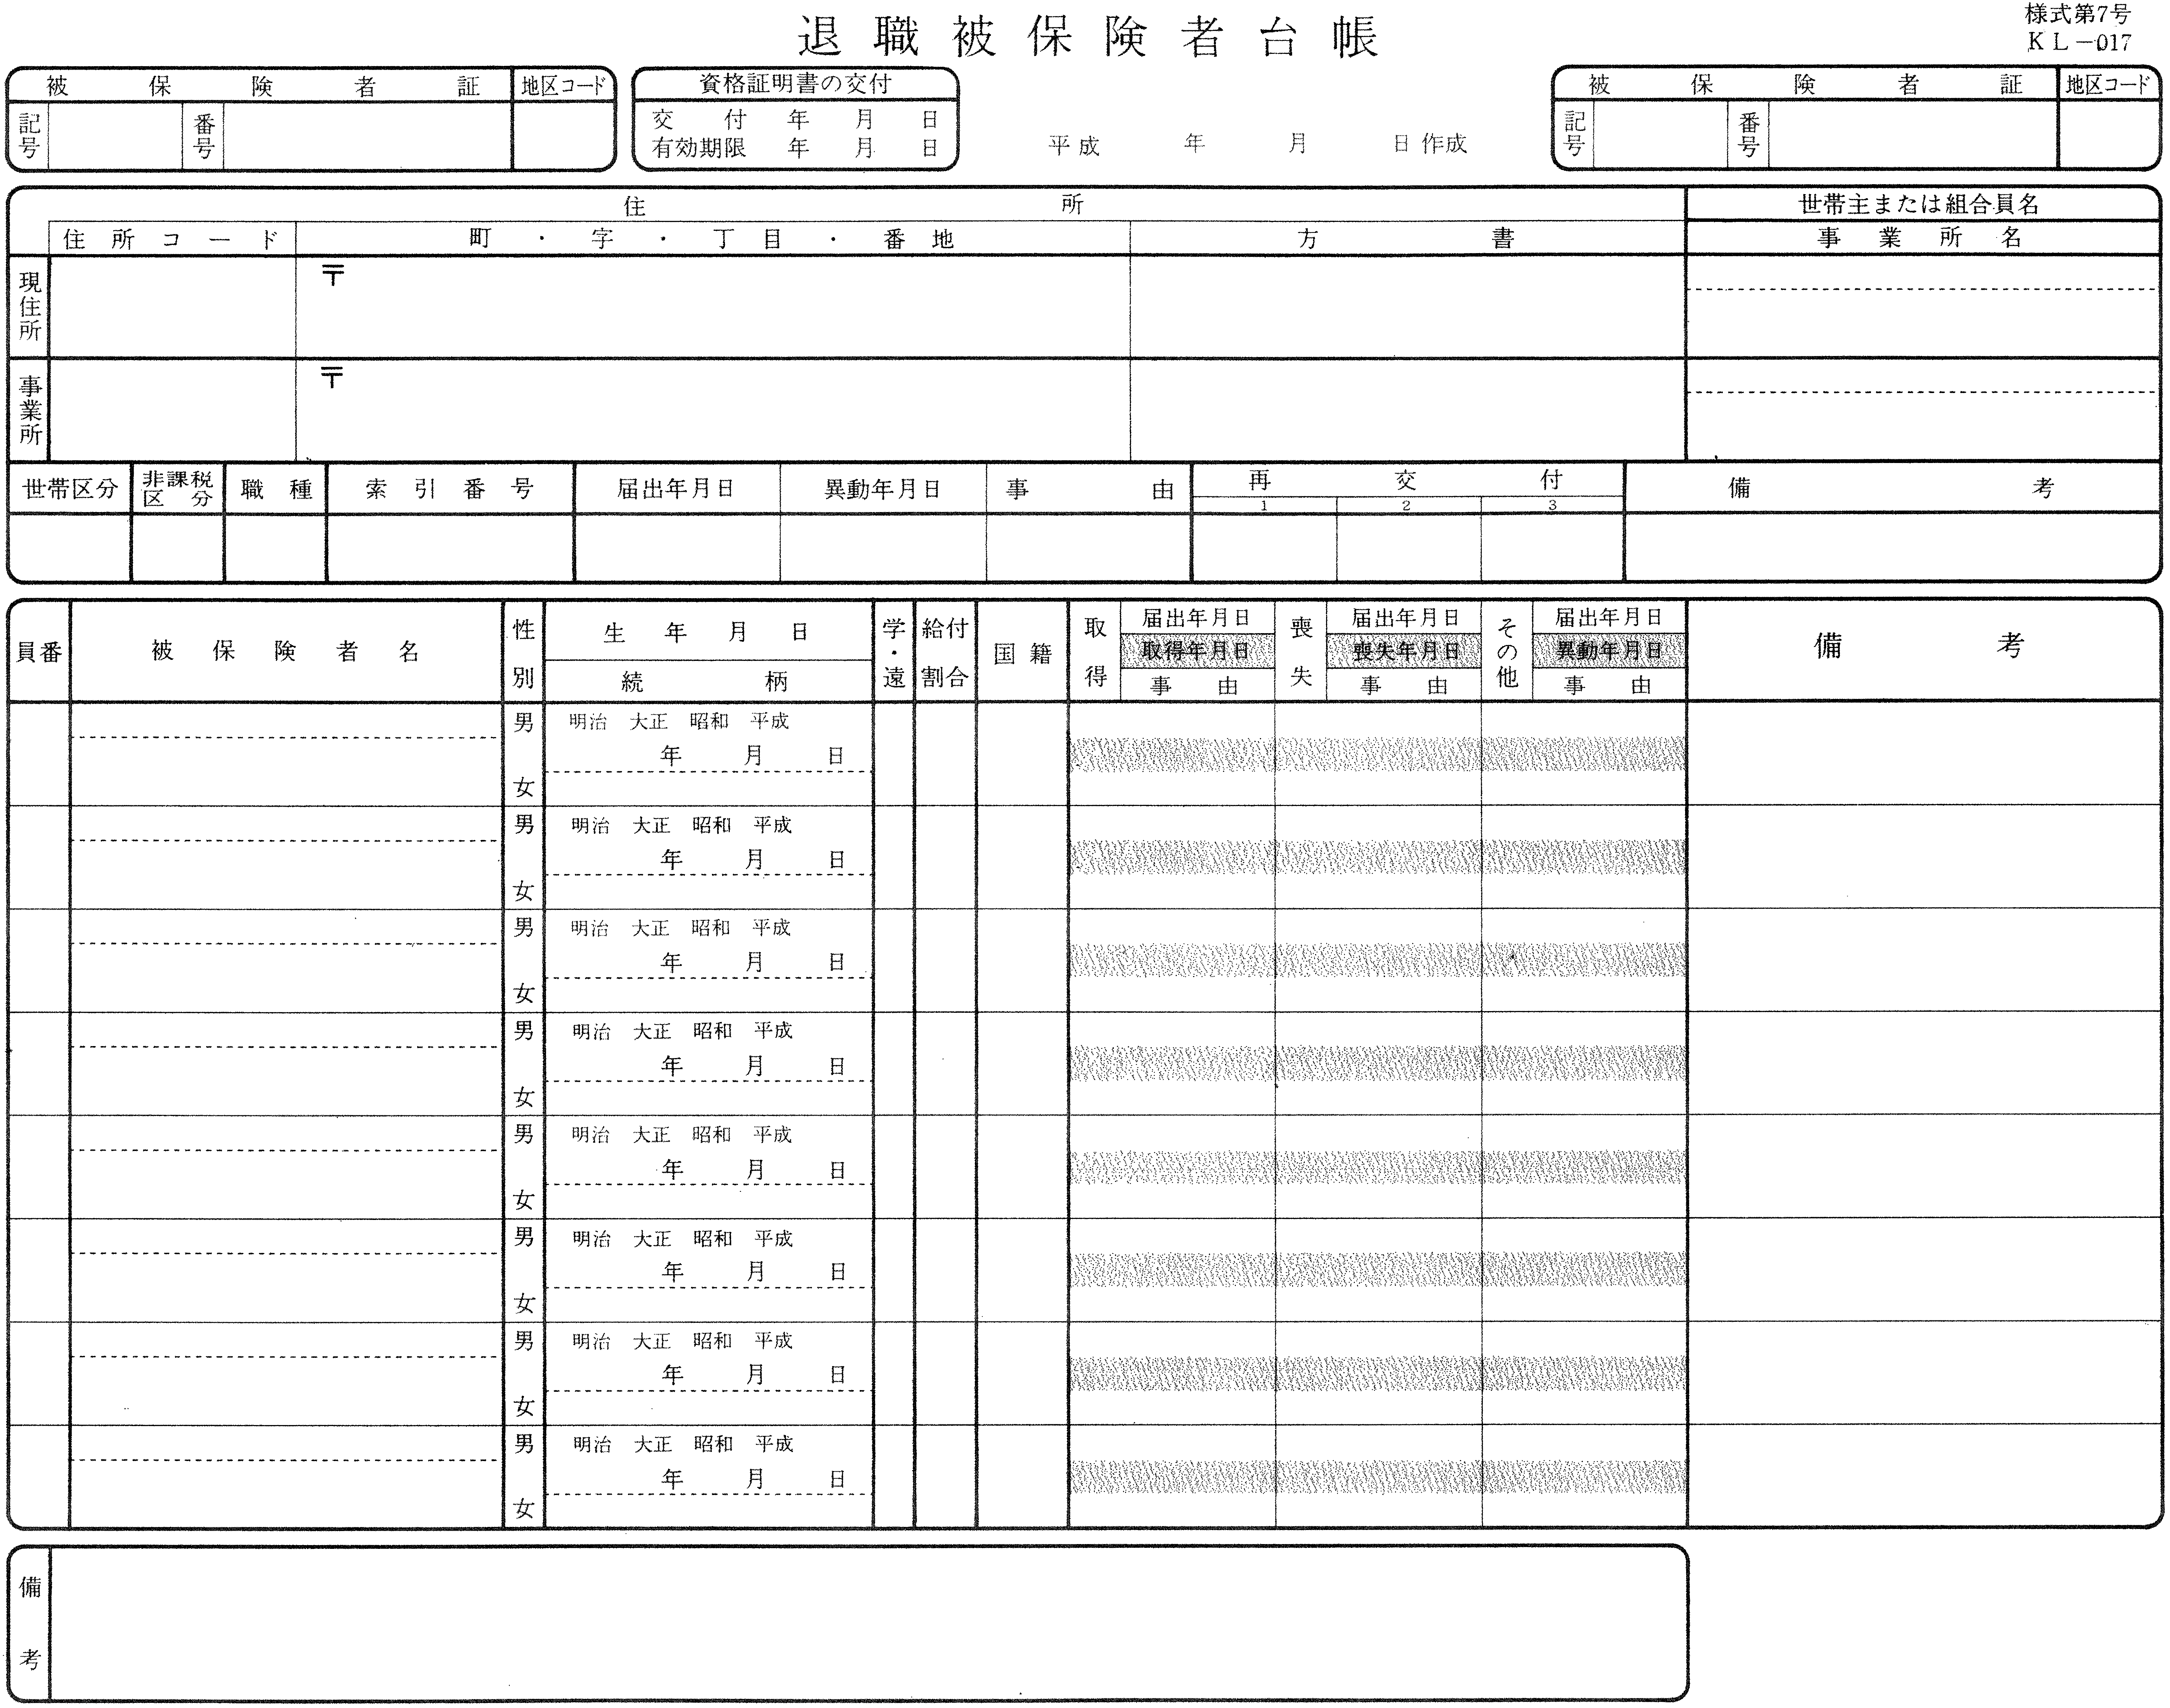 退職被保険者台帳
様式第7号
KL－017
被保険者証 地区コード
記号 番号
資格証明書の交付
交付 年 月 日
有効期限 年 月 日
平成 年 月 日作成
被保険者証 地区コード
記号 番号
住所 世帯主または組合員名
住所コード 町・字・丁目・番地 方書 事業所名
現住所 〒
事業所 〒
世帯区分 非課税区分 職種 索引番号 届出年月日 異動年月日 事由 再交付 備考
1 2 3
員番 被保険者名 性別 生年月日 学・遠 給付割合 国籍 取得 届出年月日 喪失 届出年月日 その他 届出年月日 備考
取得年月日 喪失年月日 異動年月日
続柄 事由 事由 事由
男 明治 大正 昭和 平成
年 月 日
女
男 明治 大正 昭和 平成
年 月 日
女
男 明治 大正 昭和 平成
年 月 日
女
男 明治 大正 昭和 平成
年 月 日
女
男 明治 大正 昭和 平成
年 月 日
女
男 明治 大正 昭和 平成
年 月 日
女
男 明治 大正 昭和 平成
年 月 日
女
男 明治 大正 昭和 平成
年 月 日
女
備考